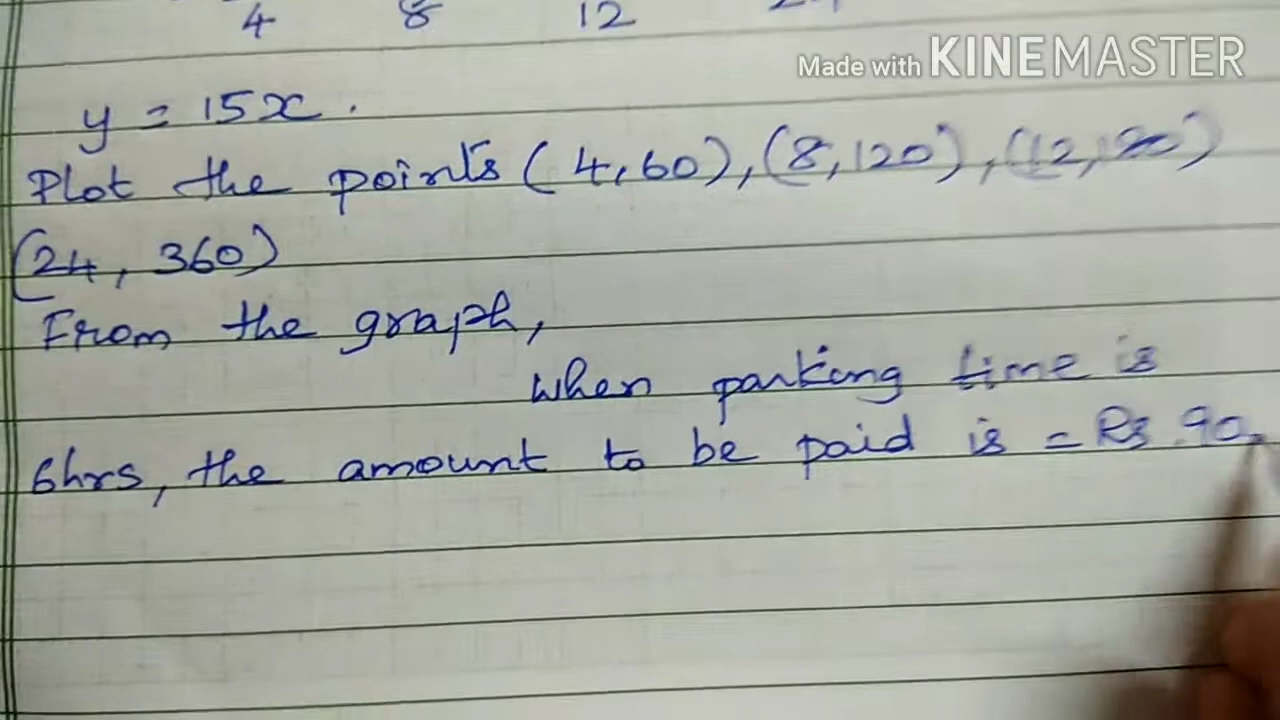 4 8 12
Made with KINEMASTER
y = 15x.
Plot the points (4,60), (8,120), (12,
(24, 360)
From the graph,
when parking time is
6hrs, the amount to be paid is = Rs.90